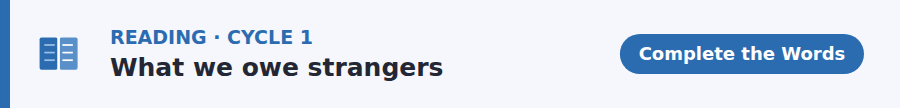 READING · CYCLE 1
What we owe strangers
Complete the Words